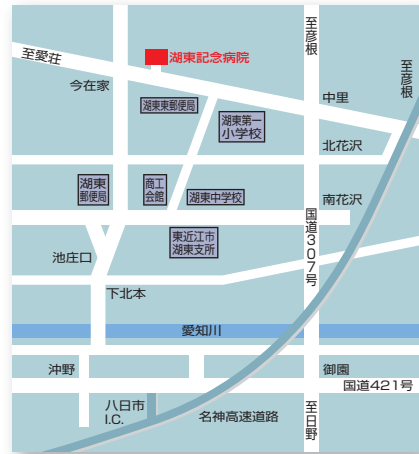 至彦根
至愛荘
湖東記念病院
至彦根
今在家
中里
湖東東郵便局
湖東第一
小学校
北花沢
湖東
郵便局
商工
会館
湖東中学校
南花沢
国道307号
東近江市
湖東支所
池庄口
下北本
愛知川
沖野
御園
国道421号
八日市
I.C.
名神高速道路
至日野